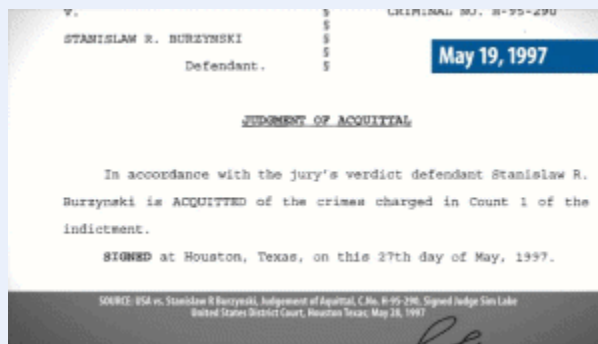 V. § CRIMINAL NO. H-95-290
§
STANISLAW R. BURZYNSKI §
§
Defendant. §
May 19, 1997
JUDGMENT OF ACQUITTAL
In accordance with the jury's verdict defendant Stanislaw R.
Burzynski is ACQUITTED of the crimes charged in Count 1 of the
indictment.
SIGNED at Houston, Texas, on this 27th day of May, 1997.
SOURCE: USA vs. Stanislaw R Burzynski, Judgement of Aquittal, C.No. H-95-290, Signed Judge Sim Lake
United States District Court, Houston Texas, May 28, 1997